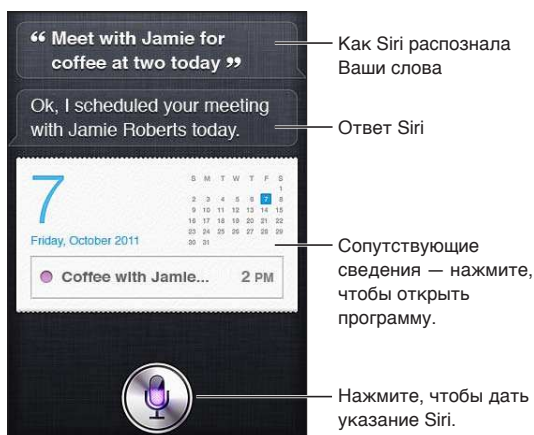 “ Meet with Jamie for
coffee at two today ”
Как Siri распознала
Ваши слова
Ok, I scheduled your meeting
with Jamie Roberts today.
Ответ Siri
7
Friday, October 2011
S M T W T F S
1
2 3 4 5 6 7 8
9 10 11 12 13 14 15
16 17 18 19 20 21 22
23 24 25 26 27 28 29
30 31
Coffee with Jamie... 2 PM
Сопутствующие
сведения — нажмите,
чтобы открыть
программу.
Нажмите, чтобы дать
указание Siri.